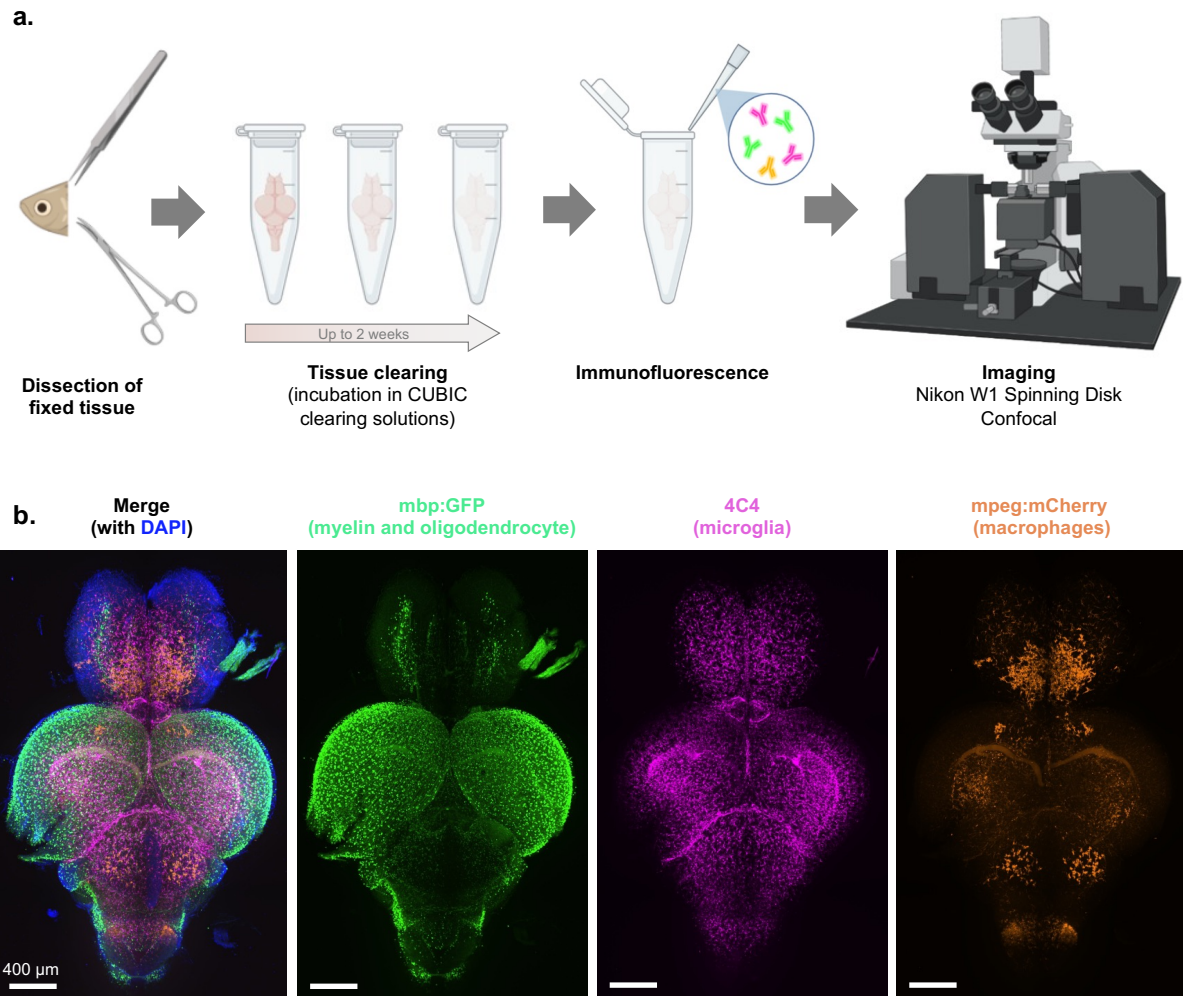 a.
Up to 2 weeks
Dissection of
fixed tissue
Tissue clearing
(incubation in CUBIC
clearing solutions)
Immunofluorescence
Imaging
Nikon W1 Spinning Disk
Confocal
b.
Merge
(with DAPI)
mbp:GFP
(myelin and oligodendrocyte)
4C4
(microglia)
mpeg:mCherry
(macrophages)
400 µm